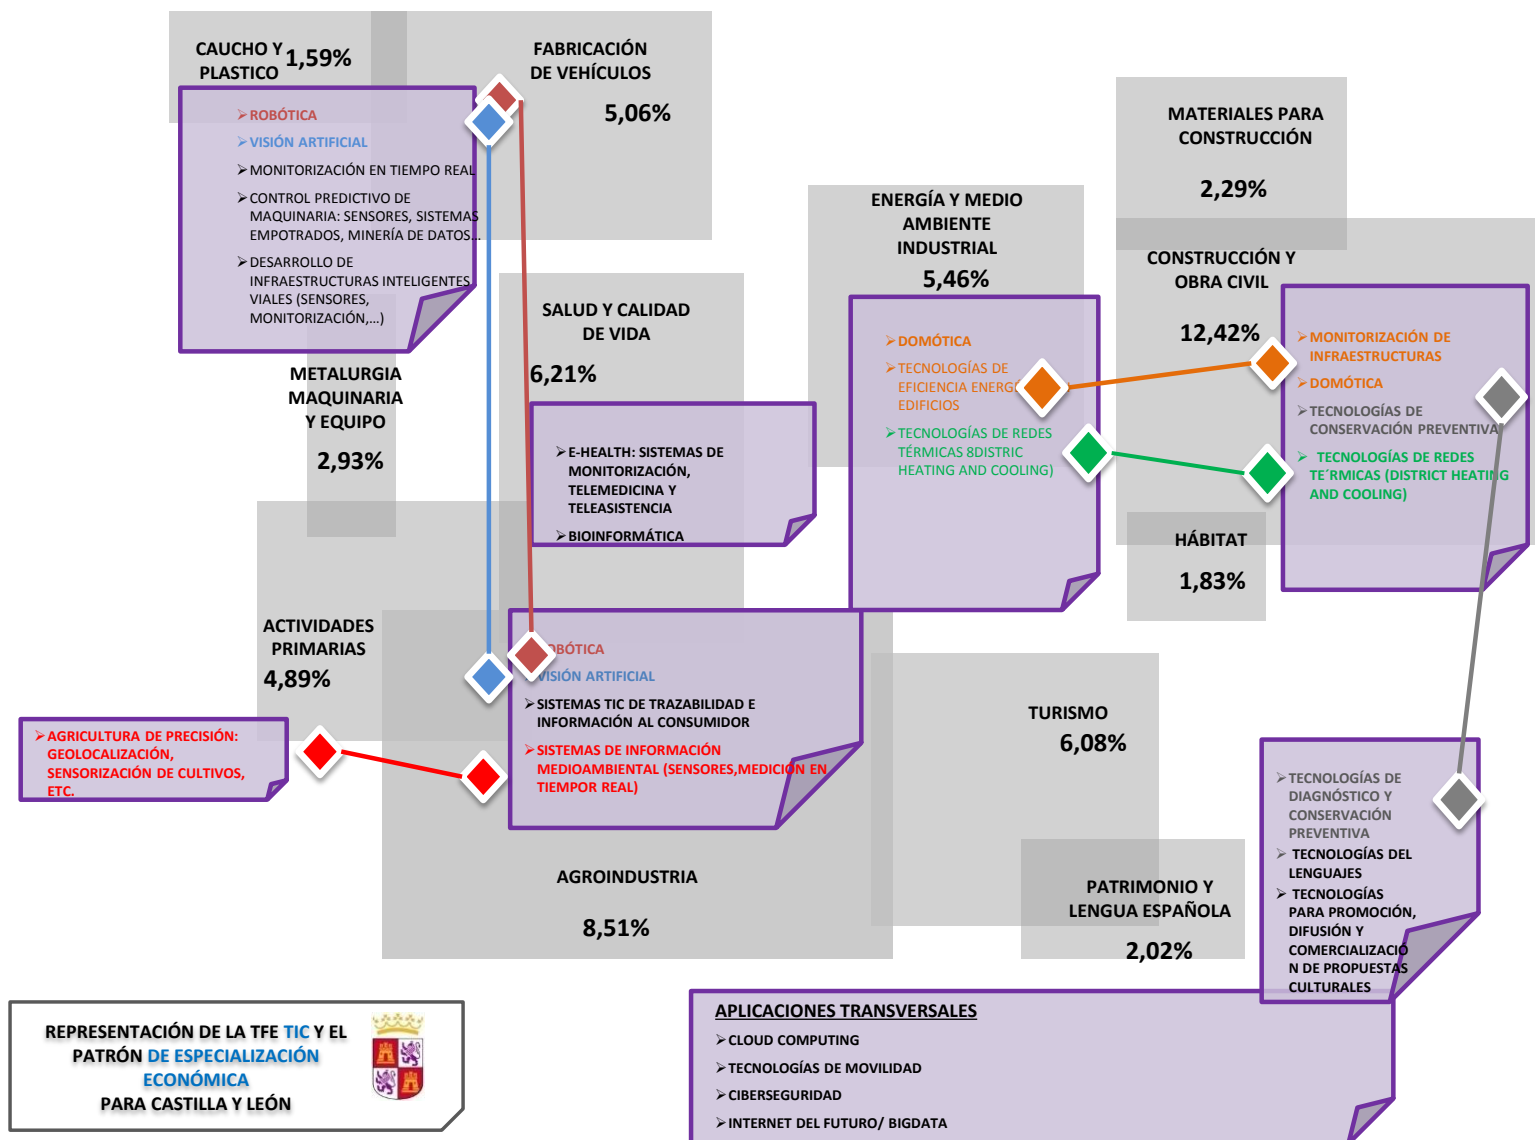 CAUCHO Y
PLASTICO
1,59%
FABRICACIÓN
DE VEHÍCULOS
5,06%
➢ROBÓTICA
➢VISIÓN ARTIFICIAL
➢MONITORIZACIÓN EN TIEMPO REAL
➢CONTROL PREDICTIVO DE
MAQUINARIA: SENSORES, SISTEMAS
EMPOTRADOS, MINERÍA DE DATOS…
➢DESARROLLO DE
INFRAESTRUCTURAS INTELIGENTES
VIALES (SENSORES,
MONITORIZACIÓN,…)
METALURGIA
MAQUINARIA
Y EQUIPO
2,93%
SALUD Y CALIDAD
DE VIDA
6,21%
➢E-HEALTH: SISTEMAS DE
MONITORIZACIÓN,
TELEMEDICINA Y
TELEASISTENCIA
➢BIOINFORMÁTICA
ENERGÍA Y MEDIO
AMBIENTE
INDUSTRIAL
5,46%
➢DOMÓTICA
➢TECNOLOGÍAS DE
EFICIENCIA
EDIFICIOS
➢TECNOLOGÍAS DE REDES
TÉRMICAS 8DISTRIC
HEATING AND COOLING)
MATERIALES PARA
CONSTRUCCIÓN
2,29%
CONSTRUCCIÓN Y
OBRA CIVIL
12,42%
➢MONITORIZACIÓN DE
INFRAESTRUCTURAS
➢DOMÓTICA
➢TECNOLOGÍAS DE
CONSERVACIÓN PREVENTIVA
➢ TECNOLOGÍAS DE REDES
TE´RMICAS (DISTRICT HEATING
AND COOLING)
HÁBITAT
1,83%
ACTIVIDADES
PRIMARIAS
4,89%
➢AGRICULTURA DE PRECISIÓN:
GEOLOCALIZACIÓN,
SENSORIZACIÓN DE CULTIVOS,
ETC.
ROBÓTICA
VISIÓN ARTIFICIAL
➢SISTEMAS TIC DE TRAZABILIDAD E
INFORMACIÓN AL CONSUMIDOR
➢SISTEMAS DE INFORMACIÓN
MEDIOAMBIENTAL (SENSORES,MEDICIÓN EN
TIEMPOR REAL)
AGROINDUSTRIA
8,51%
TURISMO
6,08%
PATRIMONIO Y
LENGUA ESPAÑOLA
2,02%
➢TECNOLOGÍAS DE
DIAGNÓSTICO Y
CONSERVACIÓN
PREVENTIVA
➢ TECNOLOGÍAS DEL
LENGUAJES
➢ TECNOLOGÍAS
PARA PROMOCIÓN,
DIFUSIÓN Y
COMERCIALIZACIÓ
N DE PROPUESTAS
CULTURALES
REPRESENTACIÓN DE LA TFE TIC Y EL
PATRÓN DE ESPECIALIZACIÓN
ECONÓMICA
PARA CASTILLA Y LEÓN
APLICACIONES TRANSVERSALES
➢CLOUD COMPUTING
➢TECNOLOGÍAS DE MOVILIDAD
➢CIBERSEGURIDAD
➢INTERNET DEL FUTURO/ BIGDATA